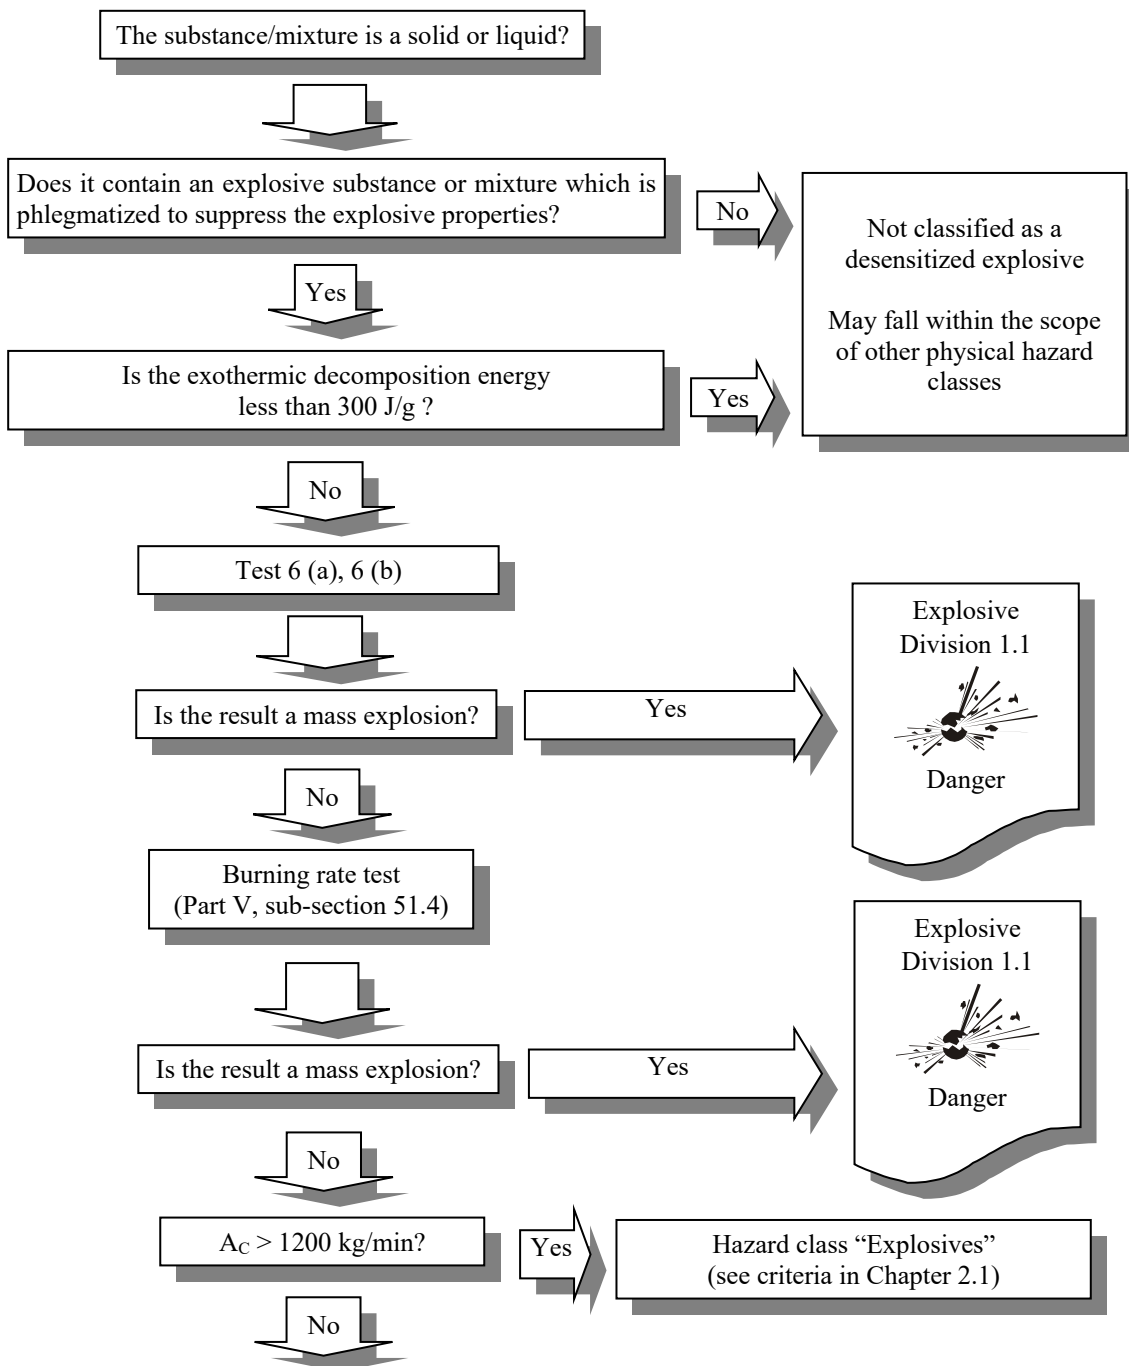 The substance/mixture is a solid or liquid?
Does it contain an explosive substance or mixture which is
phlegmatized to suppress the explosive properties?
No
Not classified as a
desensitized explosive
May fall within the scope
of other physical hazard
classes
Yes
Is the exothermic decomposition energy
less than 300 J/g ?
Yes
No
Test 6 (a), 6 (b)
Explosive
Division 1.1
Danger
Is the result a mass explosion?
Yes
No
Burning rate test
(Part V, sub-section 51.4)
Explosive
Division 1.1
Danger
Is the result a mass explosion?
Yes
No
A_C > 1200 kg/min?
Yes
Hazard class “Explosives”
(see criteria in Chapter 2.1)
No